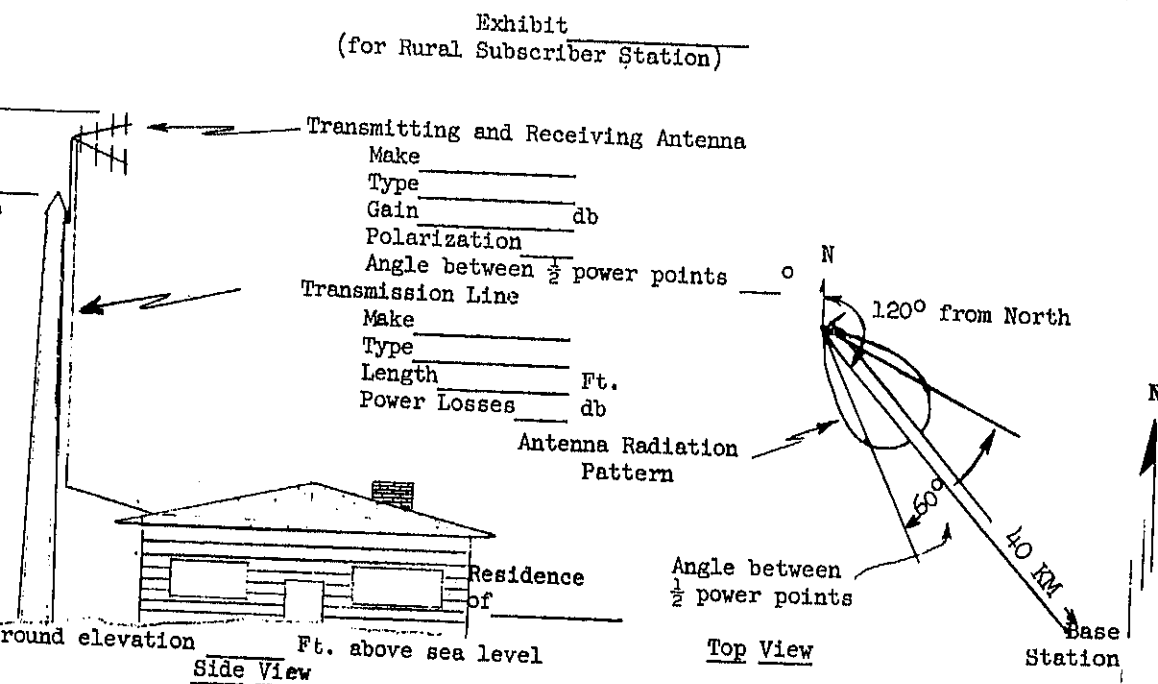 Exhibit
(for Rural Subscriber Station)
Transmitting and Receiving Antenna
Make
Type
Gain db
Polarization
Angle between ½ power points °
Transmission Line
Make
Type
Length Ft.
Power Losses db
N
120° from North
N
Antenna Radiation
Pattern
60°
40 KM
Angle between
½ power points
Base
Station
Top View
Residence
of
round elevation Ft. above sea level
Side View